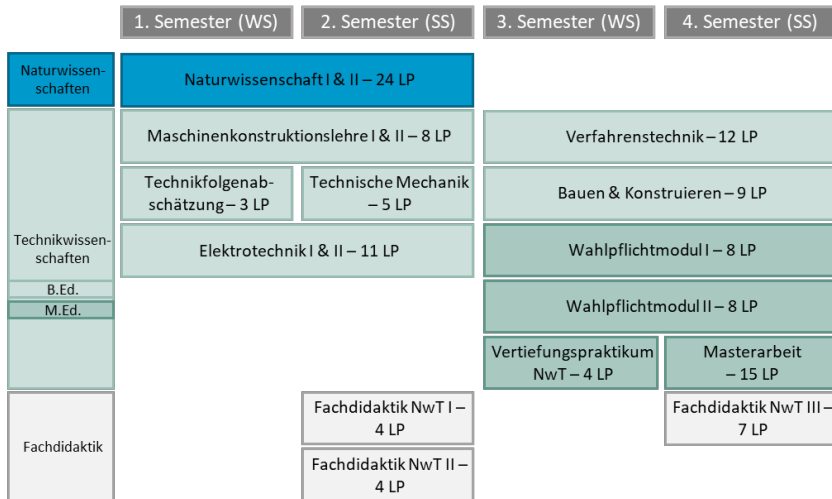 1. Semester (WS)
2. Semester (SS)
3. Semester (WS)
4. Semester (SS)
Naturwissen-
schaften
Naturwissenschaft I & II – 24 LP
Maschinenkonstruktionslehre I & II – 8 LP
Verfahrenstechnik – 12 LP
Technikfolgenab-
schätzung – 3 LP
Technische Mechanik
– 5 LP
Bauen & Konstruieren – 9 LP
Technikwissen-
schaften
Elektrotechnik I & II – 11 LP
Wahlpflichtmodul I – 8 LP
B.Ed.
M.Ed.
Wahlpflichtmodul II – 8 LP
Vertiefungspraktikum
NwT – 4 LP
Masterarbeit
– 15 LP
Fachdidaktik
Fachdidaktik NwT I –
4 LP
Fachdidaktik NwT III –
7 LP
Fachdidaktik NwT II –
4 LP